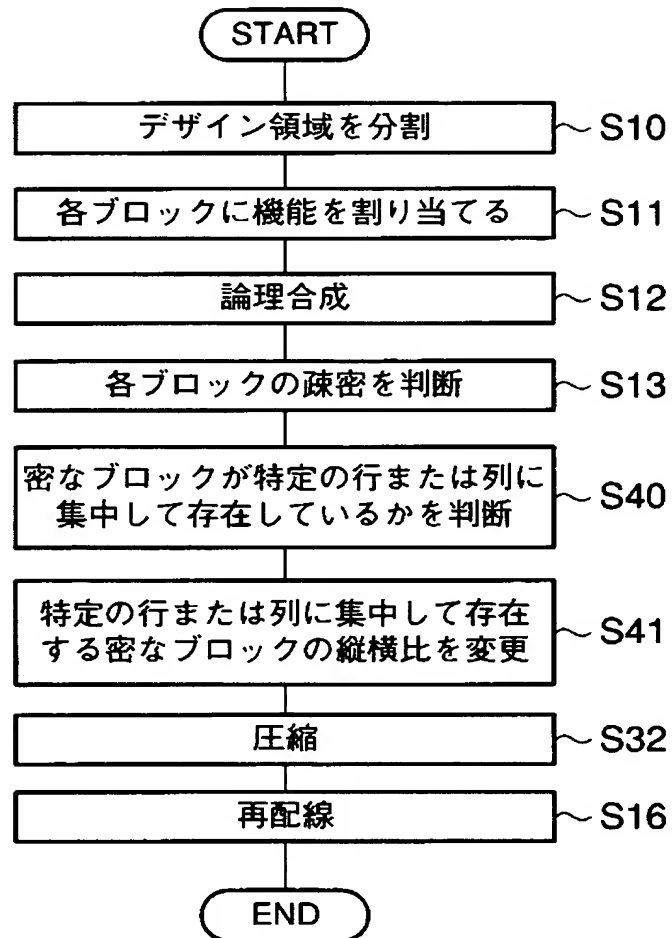 START
デザイン領域を分割
S10
各ブロックに機能を割り当てる
S11
論理合成
S12
各ブロックの疎密を判断
S13
密なブロックが特定の行または列に
集中して存在しているかを判断
S40
特定の行または列に集中して存在
する密なブロックの縦横比を変更
S41
圧縮
S32
再配線
S16
END